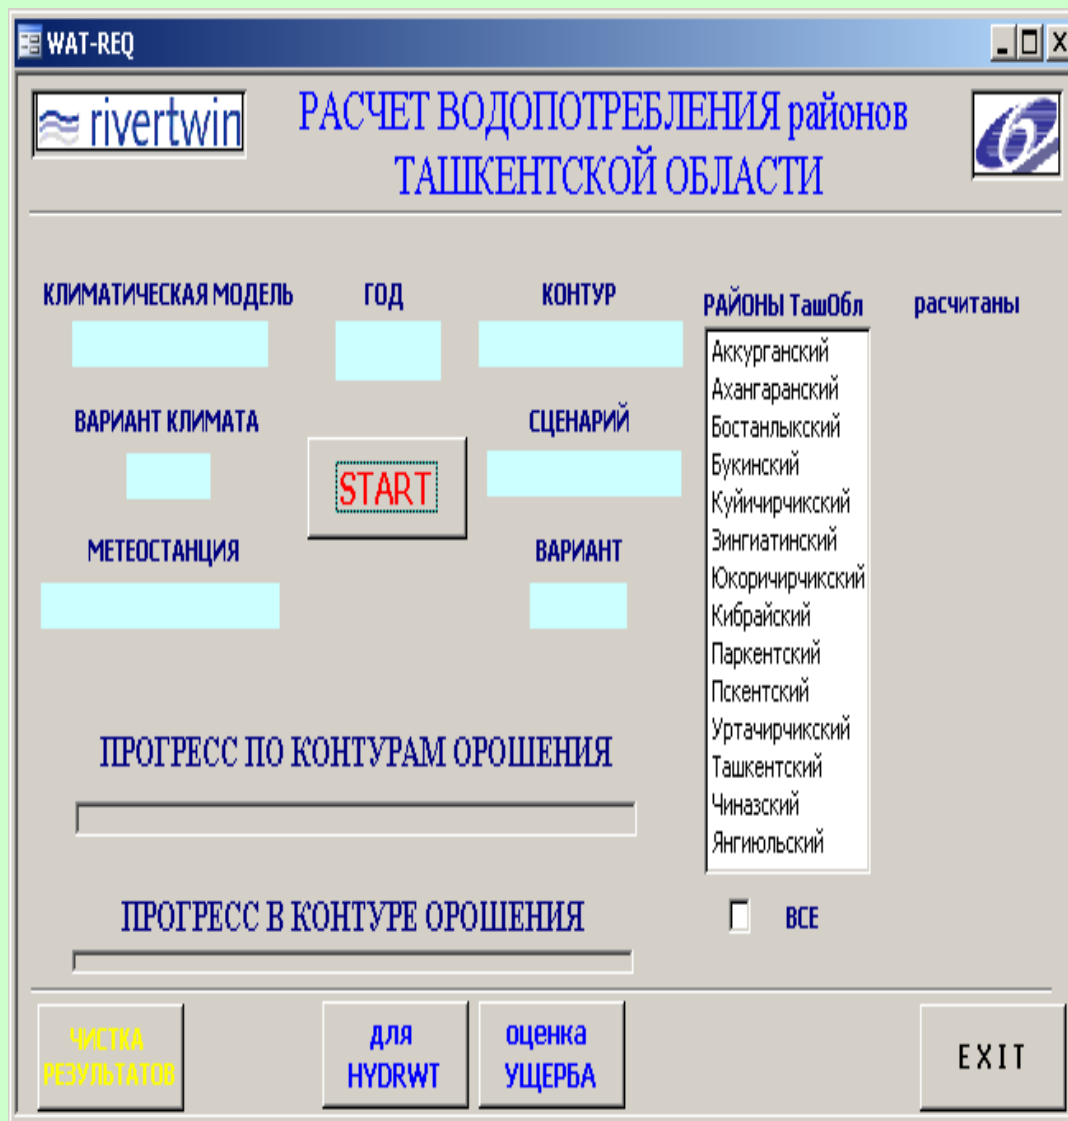 WAT-REQ
rivertwin
РАСЧЕТ ВОДОПОТРЕБЛЕНИЯ районов
ТАШКЕНТСКОЙ ОБЛАСТИ
КЛИМАТИЧЕСКАЯ МОДЕЛЬ
ГОД
КОНТУР
РАЙОНЫ ТашОбл
расчитаны
Аккурганский
Ахангаранский
Бостанлыкский
Букинский
Куйичирчикский
Зингиатинский
Юкоричирчикский
Кибрайский
Паркентский
Пскентский
Уртачирчикский
Ташкентский
Чиназский
Янгиюльский
ВАРИАНТ КЛИМАТА
СЦЕНАРИЙ
START
МЕТЕОСТАНЦИЯ
ВАРИАНТ
ПРОГРЕСС ПО КОНТУРАМ ОРОШЕНИЯ
ПРОГРЕСС В КОНТУРЕ ОРОШЕНИЯ
ВСЕ
ЧИСТКА
РЕЗУЛЬТАТОВ
для
HYDRWT
оценка
УЩЕРБА
EXIT